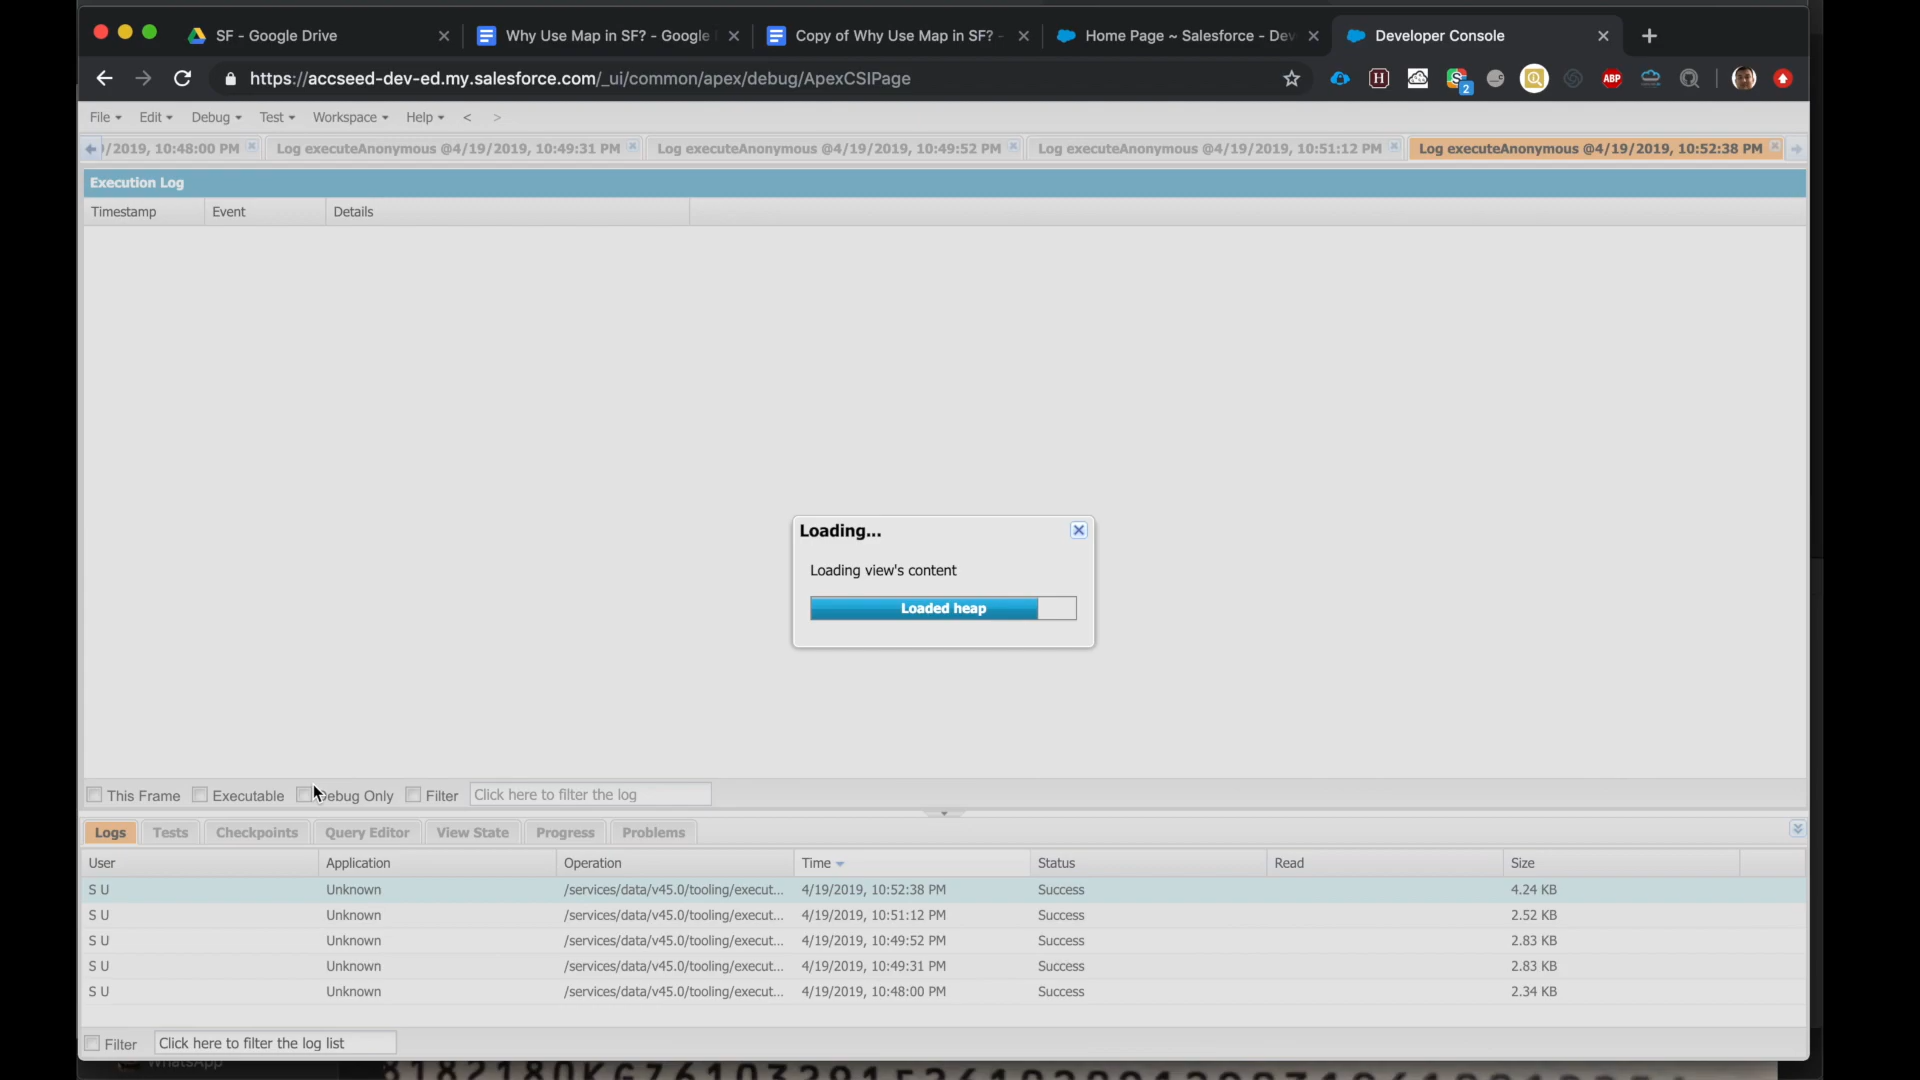 SF - Google Drive
Why Use Map in SF? - Google
Copy of Why Use Map in SF? -
Home Page ~ Salesforce - Dev
Developer Console
https://accseed-dev-ed.my.salesforce.com/_ui/common/apex/debug/ApexCSIPage
2
ABP
File Edit Debug Test Workspace Help < >
/2019, 10:48:00 PM
Log executeAnonymous @4/19/2019, 10:49:31 PM
Log executeAnonymous @4/19/2019, 10:49:52 PM
Log executeAnonymous @4/19/2019, 10:51:12 PM
Log executeAnonymous @4/19/2019, 10:52:38 PM
Execution Log
Timestamp Event Details
Loading...
Loading view's content
Loaded heap
This Frame Executable Debug Only Filter Click here to filter the log
Logs Tests Checkpoints Query Editor View State Progress Problems
User Application Operation Time Status Read Size
S U Unknown /services/data/v45.0/tooling/execut... 4/19/2019, 10:52:38 PM Success 4.24 KB
S U Unknown /services/data/v45.0/tooling/execut... 4/19/2019, 10:51:12 PM Success 2.52 KB
S U Unknown /services/data/v45.0/tooling/execut... 4/19/2019, 10:49:52 PM Success 2.83 KB
S U Unknown /services/data/v45.0/tooling/execut... 4/19/2019, 10:49:31 PM Success 2.83 KB
S U Unknown /services/data/v45.0/tooling/execut... 4/19/2019, 10:48:00 PM Success 2.34 KB
Filter Click here to filter the log list
WhatsApp